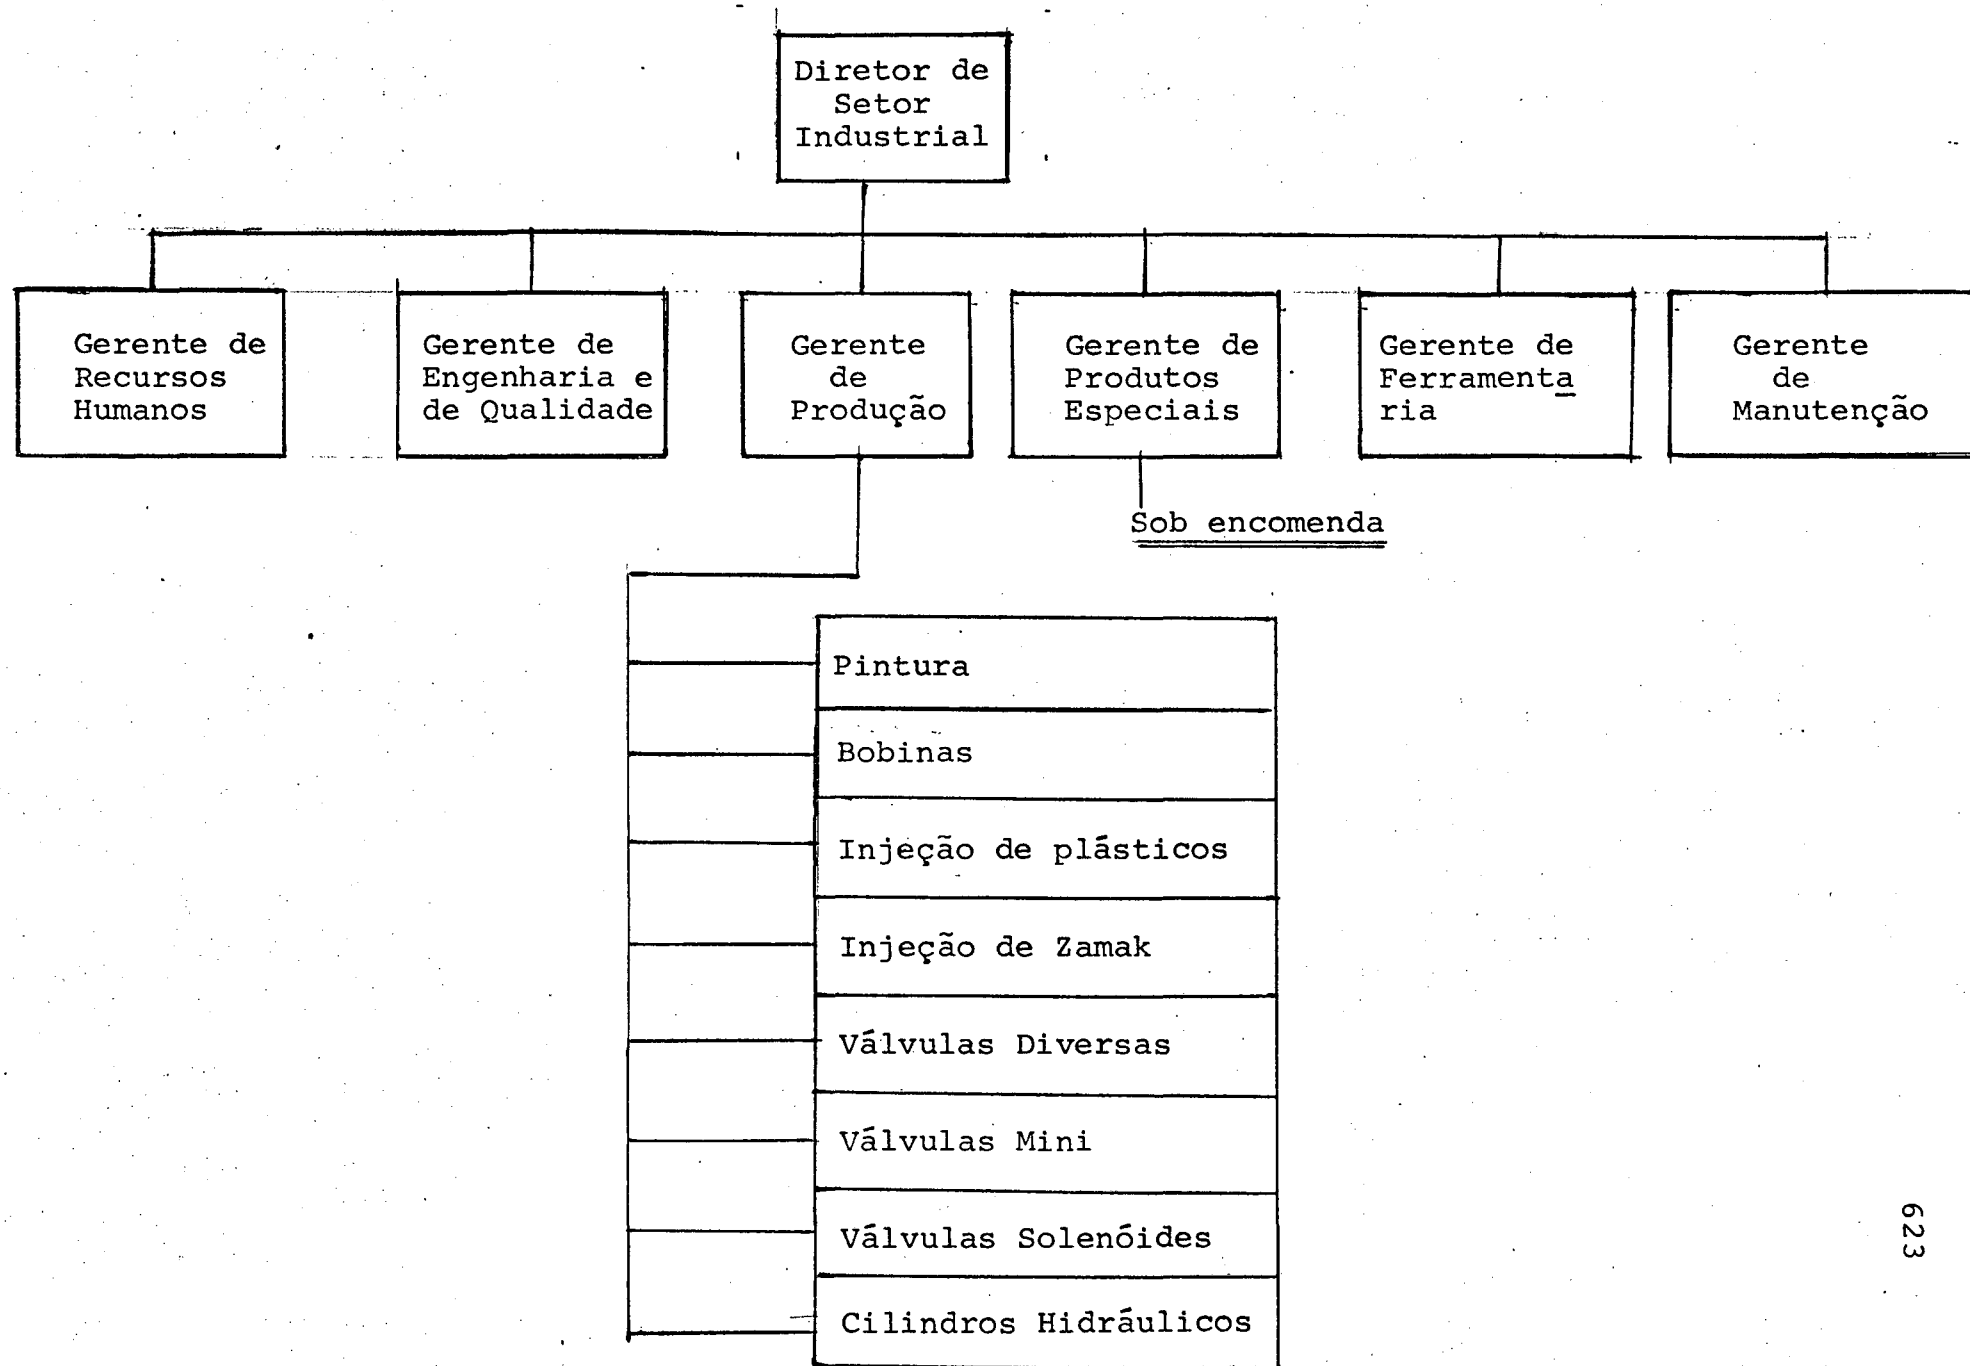 Diretor de
Setor
Industrial
Gerente de
Recursos
Humanos
Gerente de
Engenharia e
de Qualidade
Gerente
de
Produção
Gerente de
Produtos
Especiais
Gerente de
Ferramenta
ria
Gerente
de
Manutenção
Sob encomenda
Pintura
Bobinas
Injeção de plásticos
Injeção de Zamak
Válvulas Diversas
Válvulas Mini
Válvulas Solenóides
Cilindros Hidráulicos
623